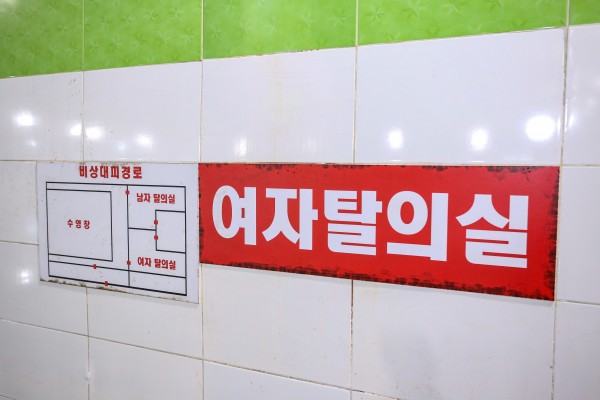 비상대피경로
남자 탈의실
수영장
여자 탈의실
여자탈의실